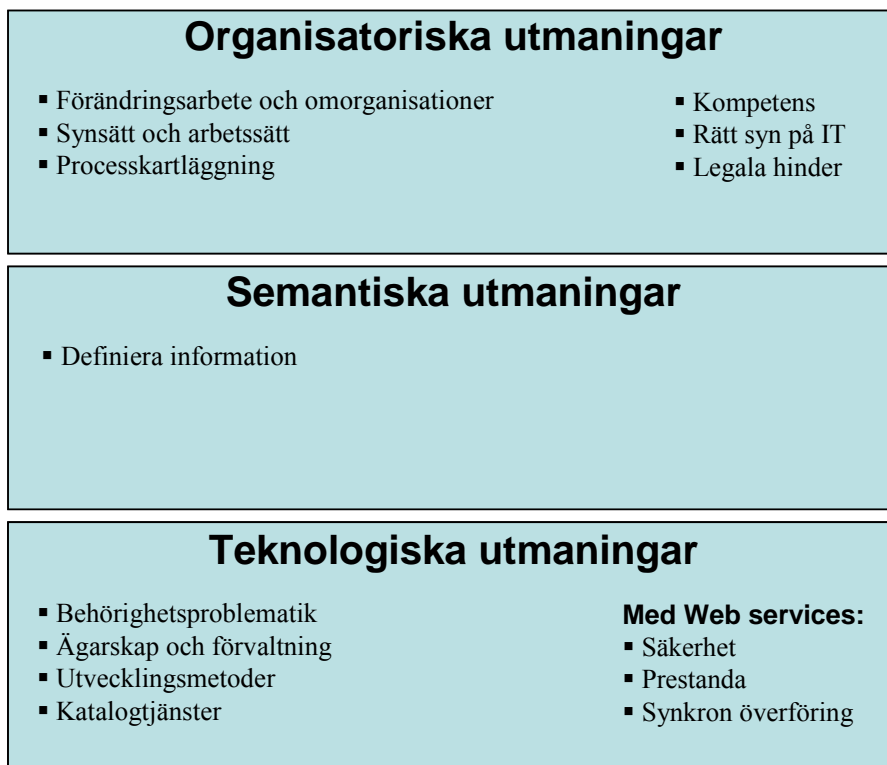 Organisatoriska utmaningar
▪ Förändringsarbete och omorganisationer
▪ Synsätt och arbetssätt
▪ Processkartläggning
▪ Kompetens
▪ Rätt syn på IT
▪ Legala hinder
Semantiska utmaningar
▪ Definiera information
Teknologiska utmaningar
▪ Behörighetsproblematik
▪ Ägarskap och förvaltning
▪ Utvecklingsmetoder
▪ Katalogtjänster
Med Web services:
▪ Säkerhet
▪ Prestanda
▪ Synkron överföring